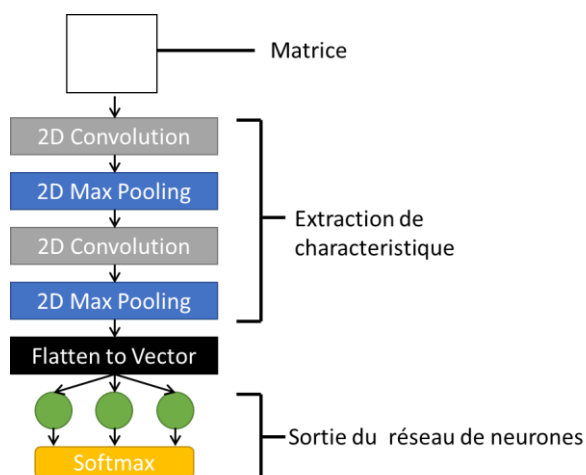 Matrice
2D Convolution
2D Max Pooling
2D Convolution
2D Max Pooling
Extraction de
characteristique
Flatten to Vector
Sortie du réseau de neurones
Softmax